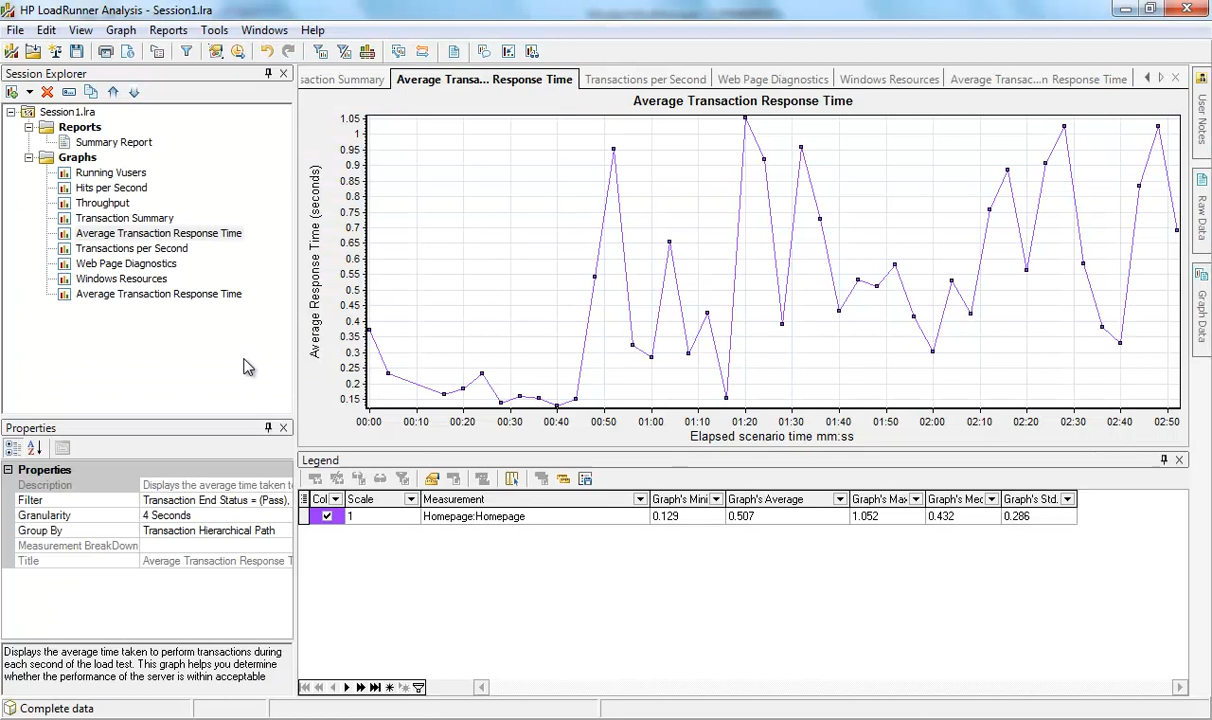 HP LoadRunner Analysis - Session1.lra
File Edit View Graph Reports Tools Windows Help
Session Explorer
Session1.lra
Reports
Summary Report
Graphs
Running Vusers
Hits per Second
Throughput
Transaction Summary
Average Transaction Response Time
Transactions per Second
Web Page Diagnostics
Windows Resources
Average Transaction Response Time
Properties
Properties
Description Displays the average time taken t
Filter Transaction End Status = (Pass),
Granularity 4 Seconds
Group By Transaction Hierarchical Path
Measurement BreakDown
Title Average Transaction Response T
Displays the average time taken to perform transactions during
each second of the load test. This graph helps you determine
whether the performance of the server is within acceptable
Complete data
saction Summary Average Transa... Response Time Transactions per Second Web Page Diagnostics Windows Resources Average Transac...n Response Time
Average Transaction Response Time
Average Response Time (seconds)
1.05
1
0.95
0.9
0.85
0.8
0.75
0.7
0.65
0.6
0.55
0.5
0.45
0.4
0.35
0.3
0.25
0.2
0.15
00:00 00:10 00:20 00:30 00:40 00:50 01:00 01:10 01:20 01:30 01:40 01:50 02:00 02:10 02:20 02:30 02:40 02:50
Elapsed scenario time mm:ss
Legend
Col Scale Measurement Graph's Mini Graph's Average Graph's Max Graph's Med Graph's Std.
1 Homepage:Homepage 0.129 0.507 1.052 0.432 0.286
User Notes
Raw Data
Graph Data